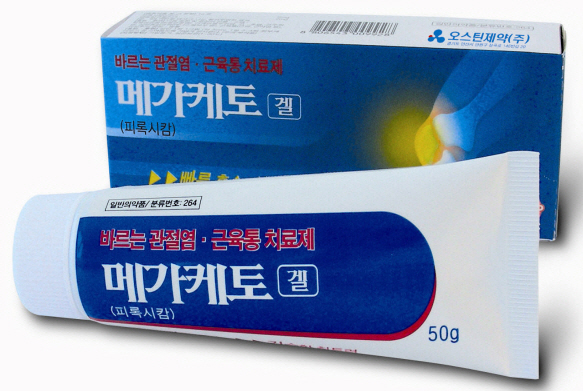 오스틴제약(주)
바르는 관절염·근육통 치료제
메가케토 겔
(피록시캄)
일반의약품/분류번호: 264
바르는 관절염·근육통 치료제
메가케토 겔
(피록시캄)
50g